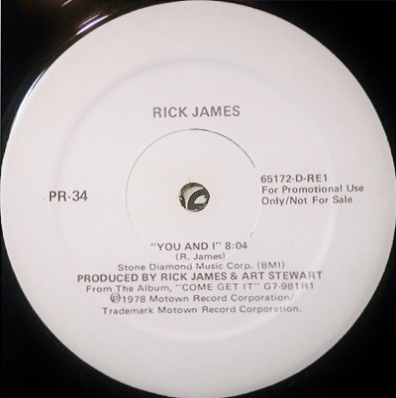 RICK JAMES
PR-34
65172-D-RE1
For Promotional Use
Only/Not For Sale
"YOU AND I" 8:04
(R. James)
Stone Diamond Music Corp. (BMI)
PRODUCED BY RICK JAMES & ART STEWART
From The Album, "COME GET IT" G7-981R1
℗1978 Motown Record Corporation/
Trademark Motown Record Corporation.